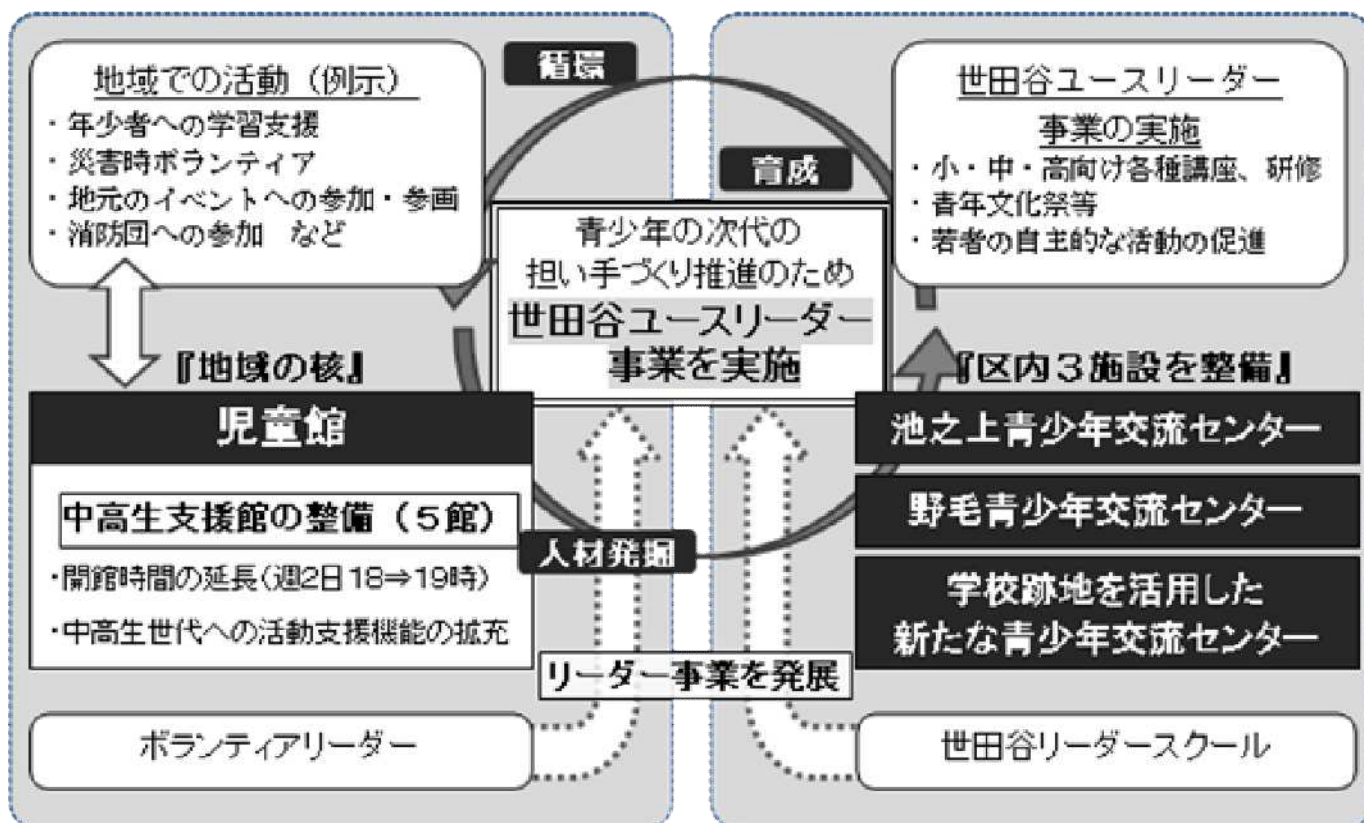 循環
地域での活動（例示）
・年少者への学習支援
・災害時ボランティア
・地元のイベントへの参加・参画
・消防団への参加　など
世田谷ユースリーダー
事業の実施
・小・中・高向け各種講座、研修
・青年文化祭等
・若者の自主的な活動の促進
育成
青少年の次代の
担い手づくり推進のため
世田谷ユースリーダー
事業を実施
『地域の核』
児童館
中高生支援館の整備（５館）
・開館時間の延長（週2日18⇒19時）
・中高生世代への活動支援機能の拡充
『区内３施設を整備』
池之上青少年交流センター
野毛青少年交流センター
学校跡地を活用した
新たな青少年交流センター
人材発掘
リーダー事業を発展
ボランティアリーダー
世田谷リーダースクール